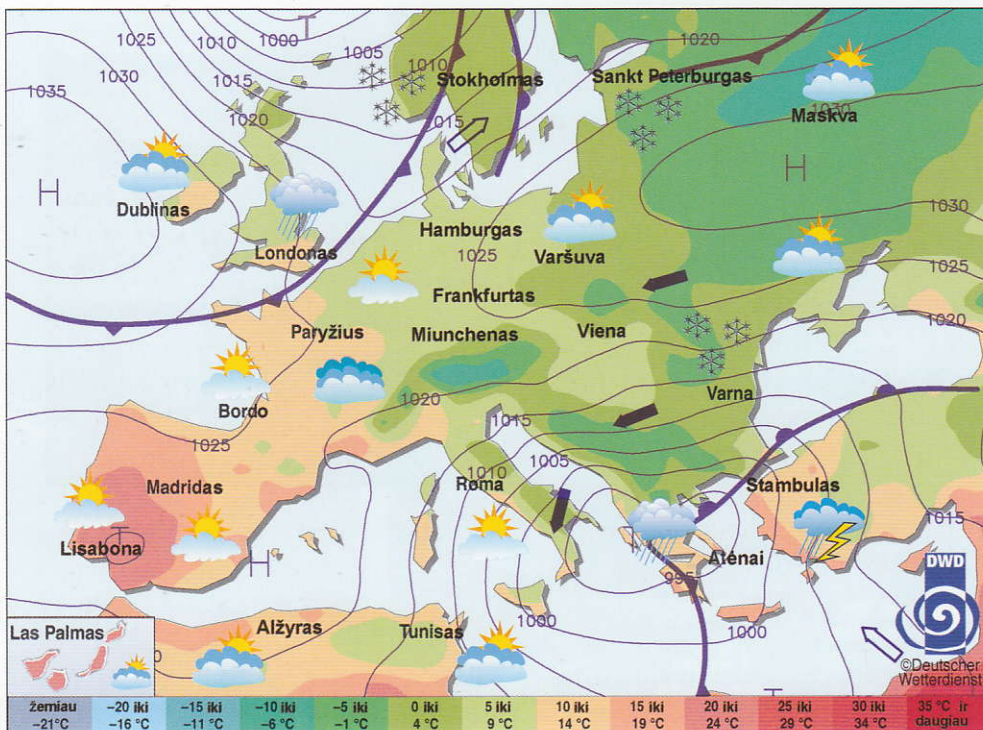 T
1025
1010
1000
1005
1010
1020
1030
1015
Stokholmas
Sankt Peterburgas
1035
1020
015
Maskva
1030
H
H
Dublinas
1030
Hamburgas
Londonas
1025
Varšuva
1025
Frankfurtas
1020
Paryžius
Miunchenas
Viena
Bordo
1020
Varna
1015
1025
1010
1005
Madridas
Roma
Stambulas
T
1015
Lisabona
H
Aténai
995
DWD
1000
1000
Las Palmas
Alžyras
Tunisas
©Deutscher
Wetterdienst
žemiau
–21°C
–20 iki
–16 °C
–15 iki
–11 °C
–10 iki
–6 °C
–5 iki
–1 °C
0 iki
4 °C
5 iki
9 °C
10 iki
14 °C
15 iki
19 °C
20 iki
24 °C
25 iki
29 °C
30 iki
34 °C
35 °C ir
daugiau